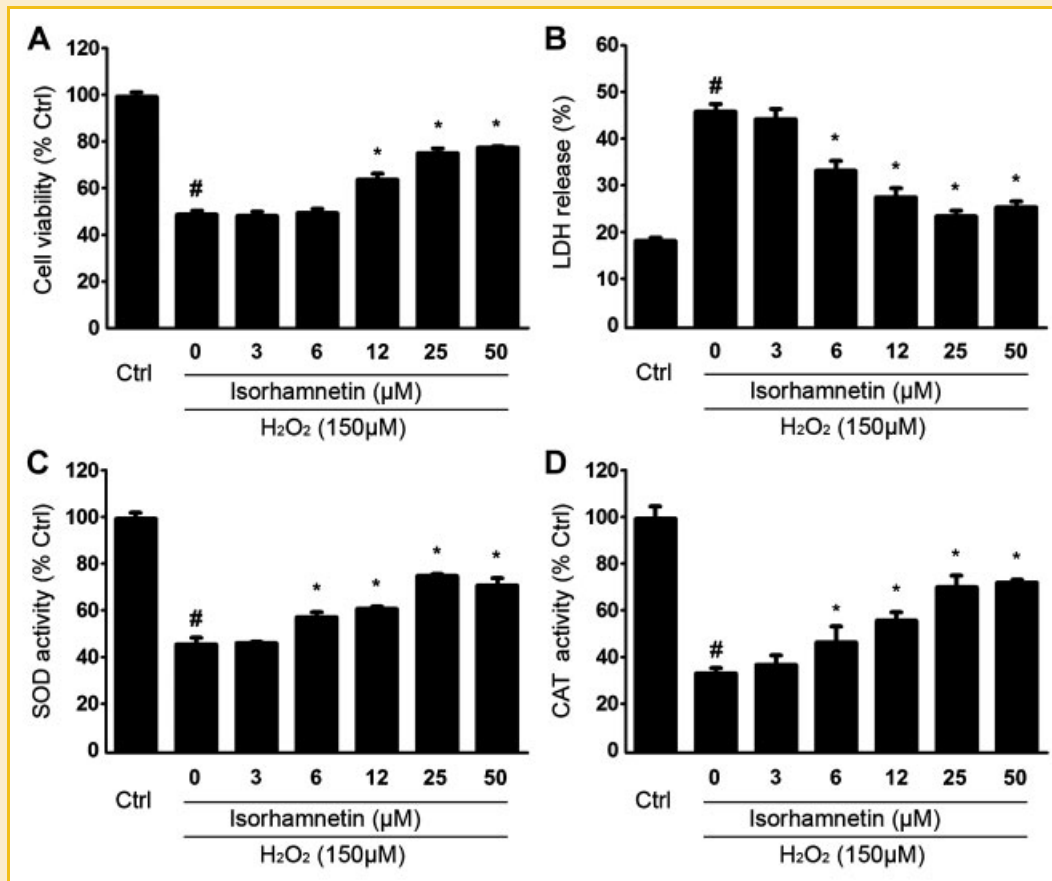 A
Cell viability (% Ctrl)
120
100
80
60
40
20
0
#
*
*
*
Ctrl
0 3 6 12 25 50
Isorhamnetin (µM)
H₂O₂ (150µM)
B
LDH release (%)
60
50
40
30
20
10
0
#
*
*
*
*
Ctrl
0 3 6 12 25 50
Isorhamnetin (µM)
H₂O₂ (150µM)
C
SOD activity (% Ctrl)
120
100
80
60
40
20
0
#
*
*
*
*
Ctrl
0 3 6 12 25 50
Isorhamnetin (µM)
H₂O₂ (150µM)
D
CAT activity (% Ctrl)
120
100
80
60
40
20
0
#
*
*
*
*
Ctrl
0 3 6 12 25 50
Isorhamnetin (µM)
H₂O₂ (150µM)